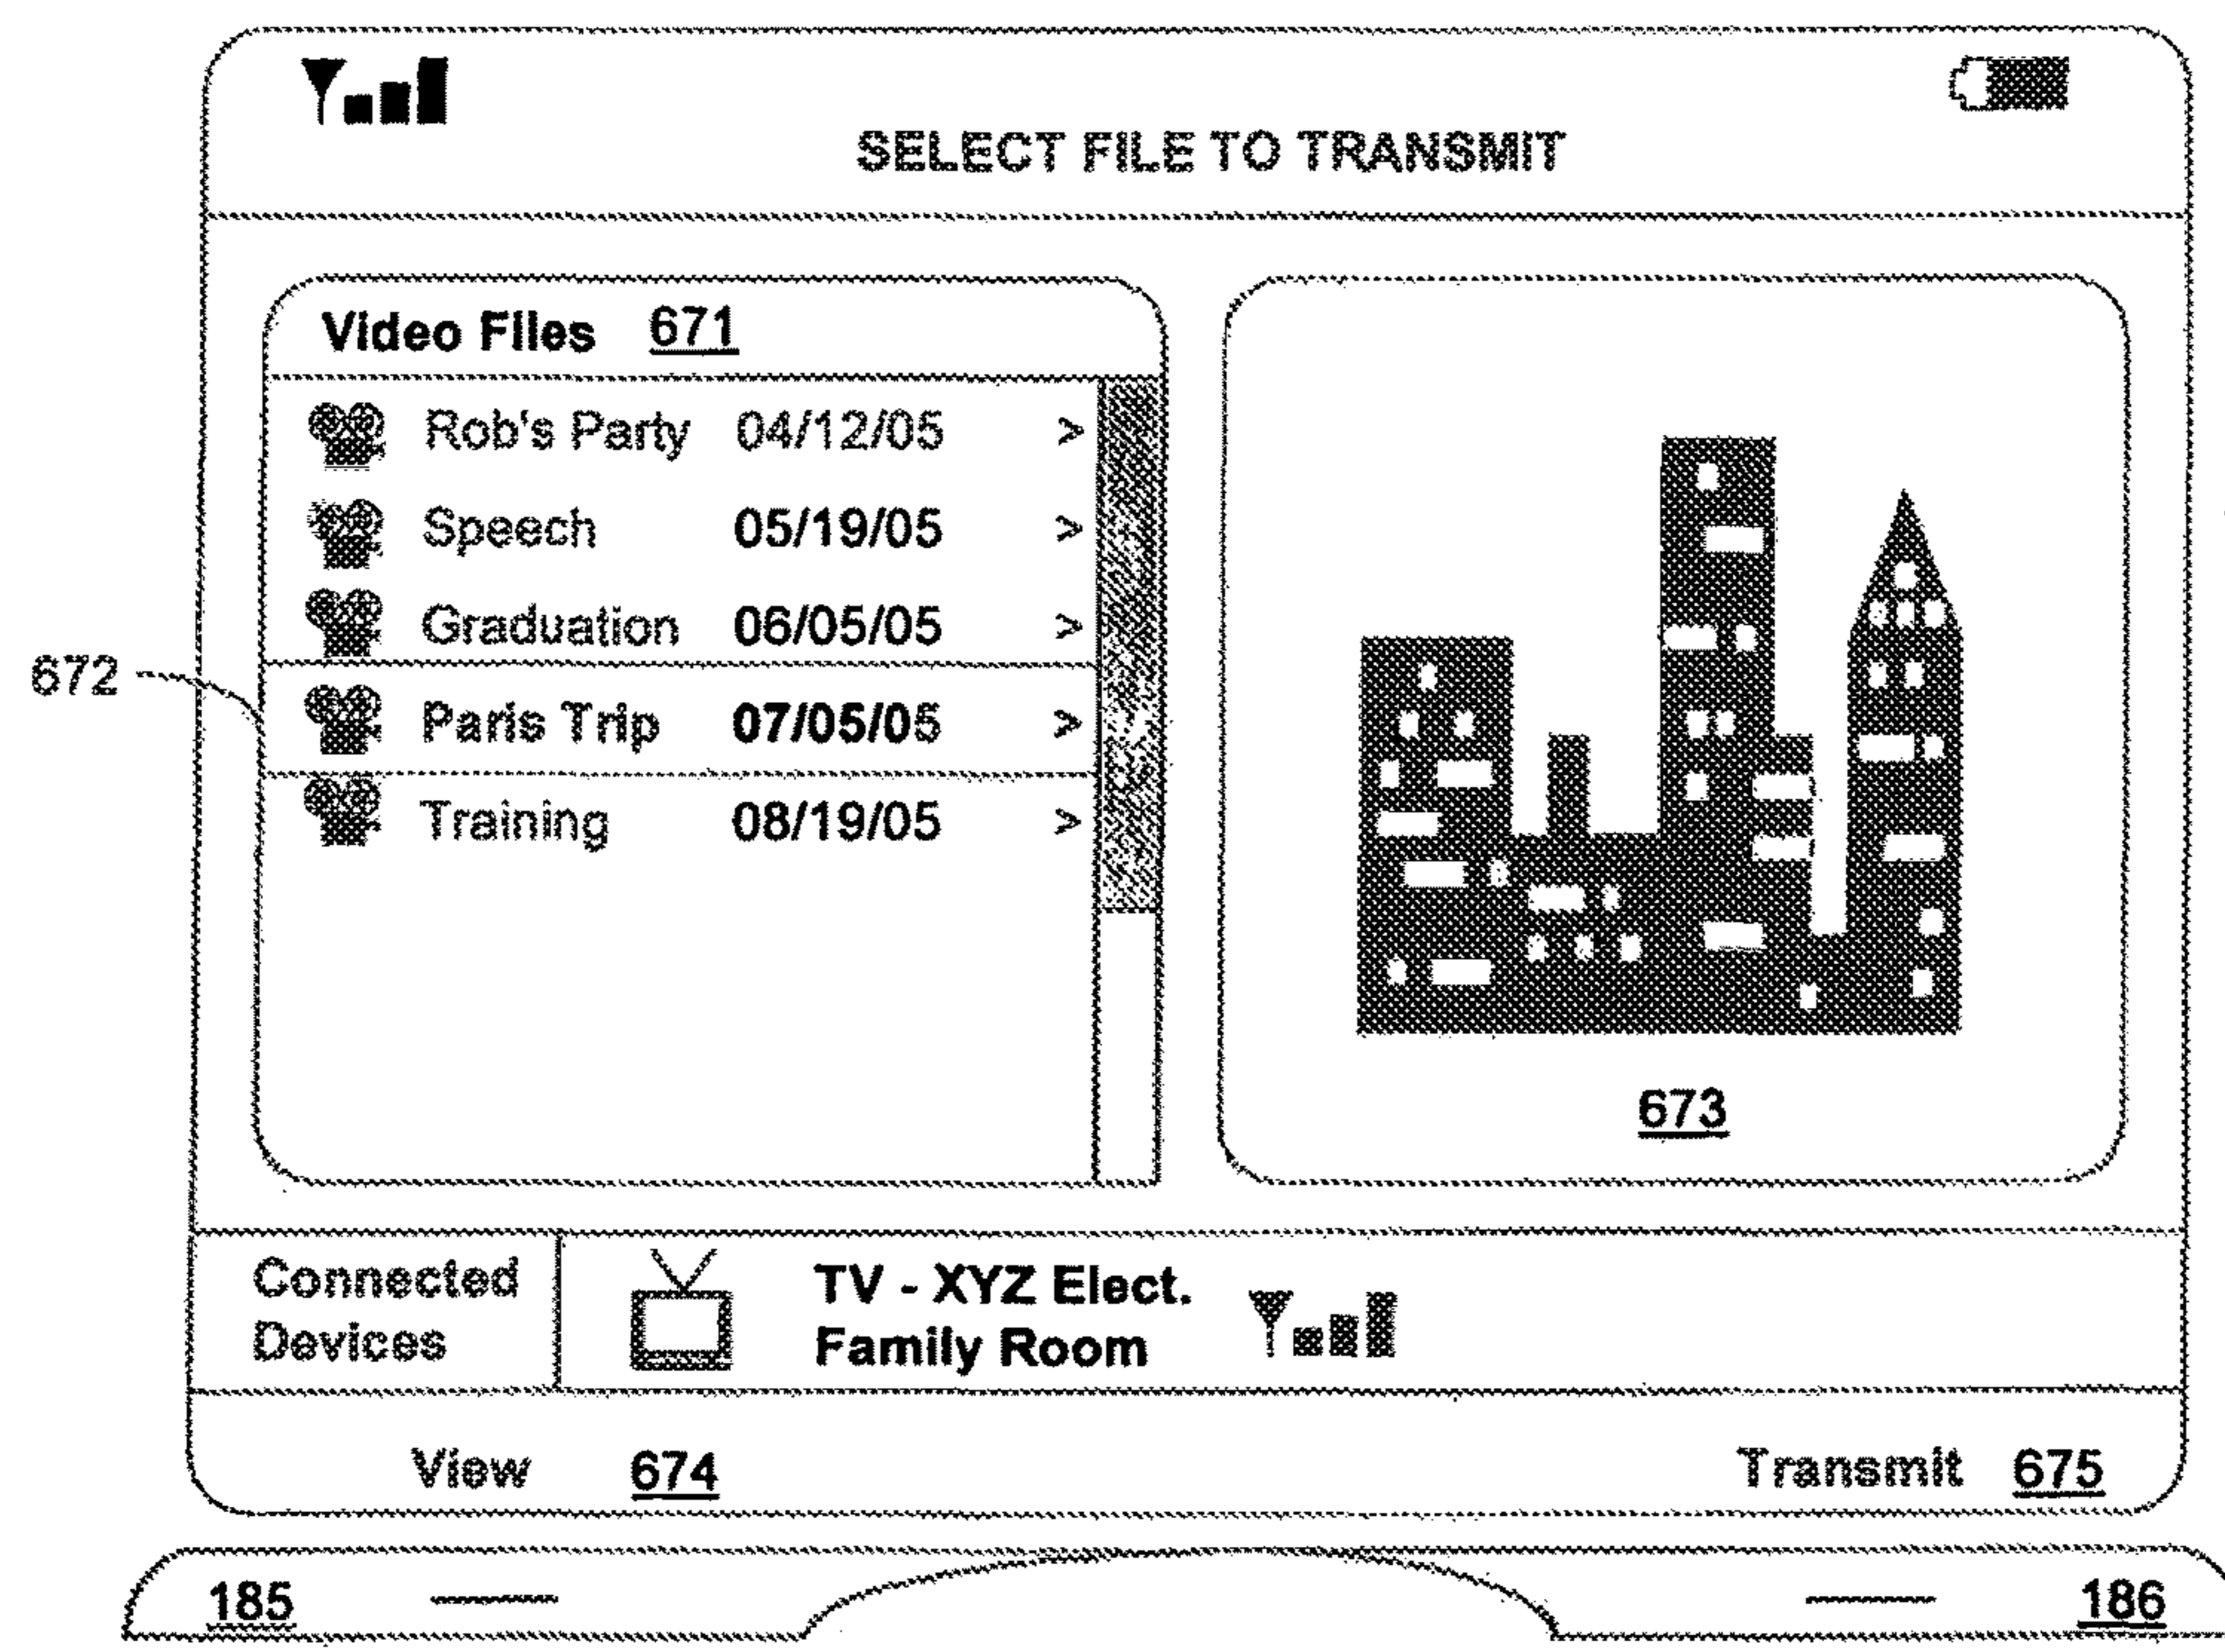 SELECT FILE TO TRANSMIT
Video Files 671
Rob's Party 04/12/05 >
Speech 05/19/05 >
Graduation 06/05/05 >
672
Paris Trip 07/05/05 >
Training 08/19/05 >
673
Connected
Devices
TV - XYZ Elect.
Family Room
View 674
Transmit 675
185
186